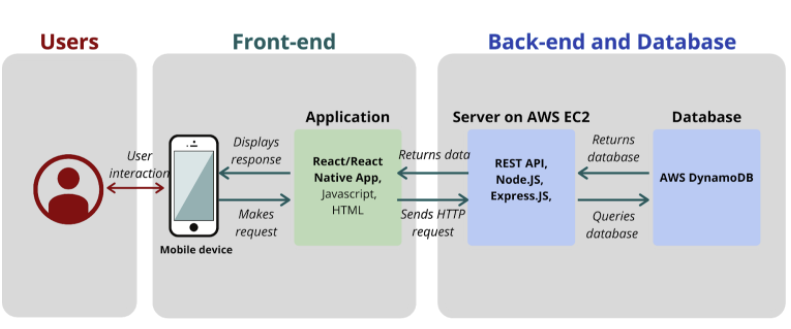 Users
Front-end
Back-end and Database
Application
Server on AWS EC2
Database
User
interaction
Displays
response
Makes
request
Mobile device
React/React
Native App,
Javascript,
HTML
Returns data
Sends HTTP
request
REST API,
Node.JS,
Express.JS,
Returns
database
Queries
database
AWS DynamoDB